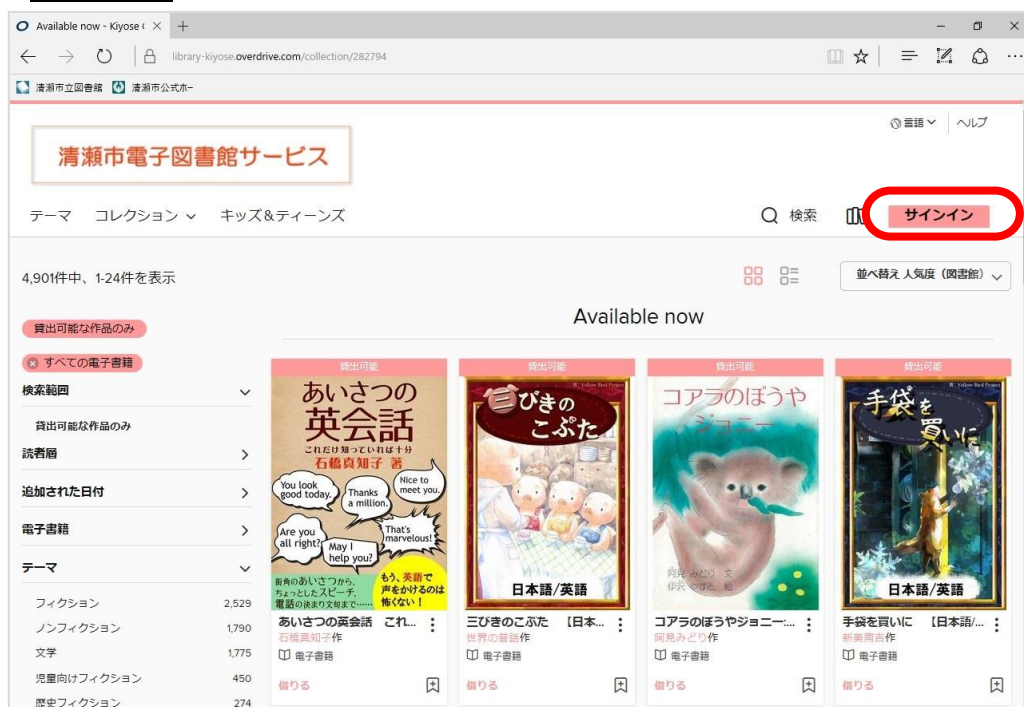 Available now - Kiyose
library-kiyose.overdrive.com/collection/282794
清瀬市立図書館 清瀬市公式ホー
言語 ヘルプ
清瀬市電子図書館サービス
テーマ コレクション キッズ&ティーンズ 検索 サインイン
4,901件中、1-24件を表示 並べ替え 人気度（図書館）
Available now
貸出可能な作品のみ
すべての電子書籍
検索範囲
貸出可能な作品のみ
読者層
追加された日付
電子書籍
テーマ
フィクション 2,529
ノンフィクション 1,790
文学 1,775
児童向けフィクション 450
歴史フィクション 274
貸出可能
あいさつの
英会話
これだけ知っていれば十分
石橋真知子 著
You look
good today.
Thanks
a million.
Nice to
meet you.
Are you
all right?
May I
help you?
That's
marvelous!
街角のあいさつから、
ちょっとしたスピーチ、
電話の決まり文句まで……
もう、英語で
声をかけるのは
怖くない！
あいさつの英会話 これ...
石橋真知子作
電子書籍
借りる
貸出可能
著：Yellow Bird Project
三びきの
こぶた
日本語/英語
三びきのこぶた 【日本...
世界の昔話作
電子書籍
借りる
貸出可能
コアラのぼうや
ジョニー
阿見みどり 文
コアラのぼうやジョニー:...
阿見みどり作
電子書籍
借りる
貸出可能
著：Yellow Bird Project
手袋を
買いに
日本語/英語
手袋を買いに 【日本語/...
新美南吉作
電子書籍
借りる